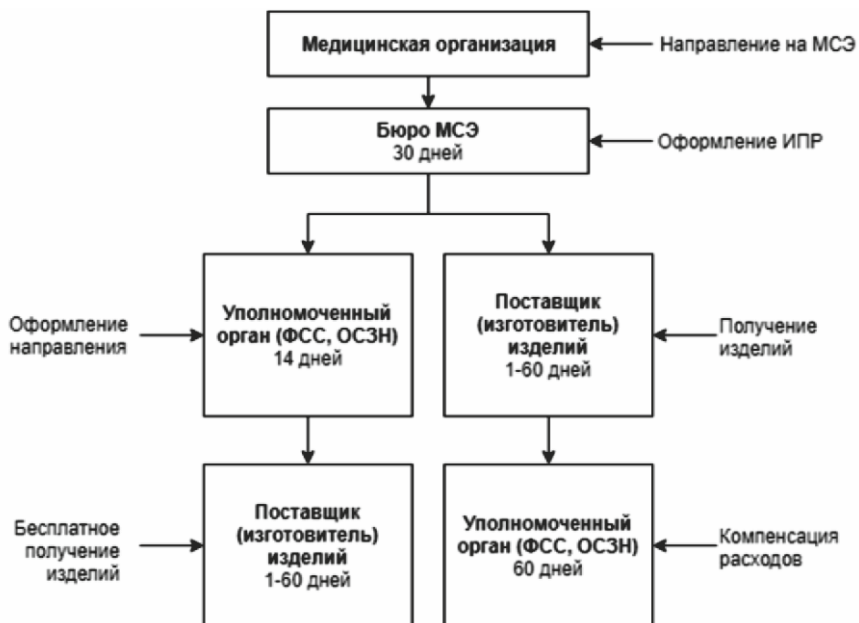 Медицинская организация
Направление на МСЭ
Бюро МСЭ
30 дней
Оформление ИПР
Оформление
направления
Уполномоченный
орган (ФСС, ОСЗН)
14 дней
Поставщик
(изготовитель)
изделий
1-60 дней
Получение
изделий
Бесплатное
получение
изделий
Поставщик
(изготовитель)
изделий
1-60 дней
Уполномоченный
орган (ФСС, ОСЗН)
60 дней
Компенсация
расходов